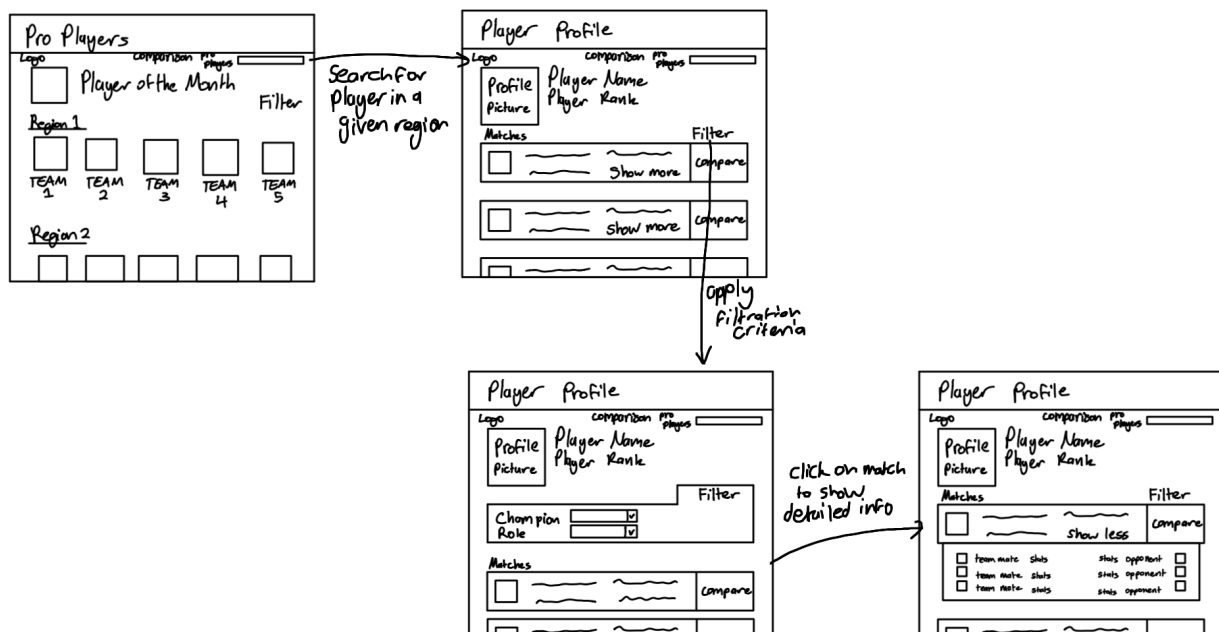 Pro Players
Logo
Comparison
Pro players
Player of the Month
Filter
Region 1
TEAM 1
TEAM 2
TEAM 3
TEAM 4
TEAM 5
Region 2
Search for
player in a
given region
Player Profile
Logo
Comparison
Pro players
Profile Picture
Player Name
Player Rank
Matches
Filter
Show more
Compare
Show more
Compare
apply
filtration
criteria
Player Profile
Logo
Comparison
Pro players
Profile Picture
Player Name
Player Rank
Filter
Champion
Role
Matches
Compare
Click on match
to show
detailed info
Player Profile
Logo
Comparison
Pro players
Profile Picture
Player Name
Player Rank
Matches
Filter
Show less
Compare
team mate stats stats opponent
team mate stats stats opponent
team mate stats stats opponent